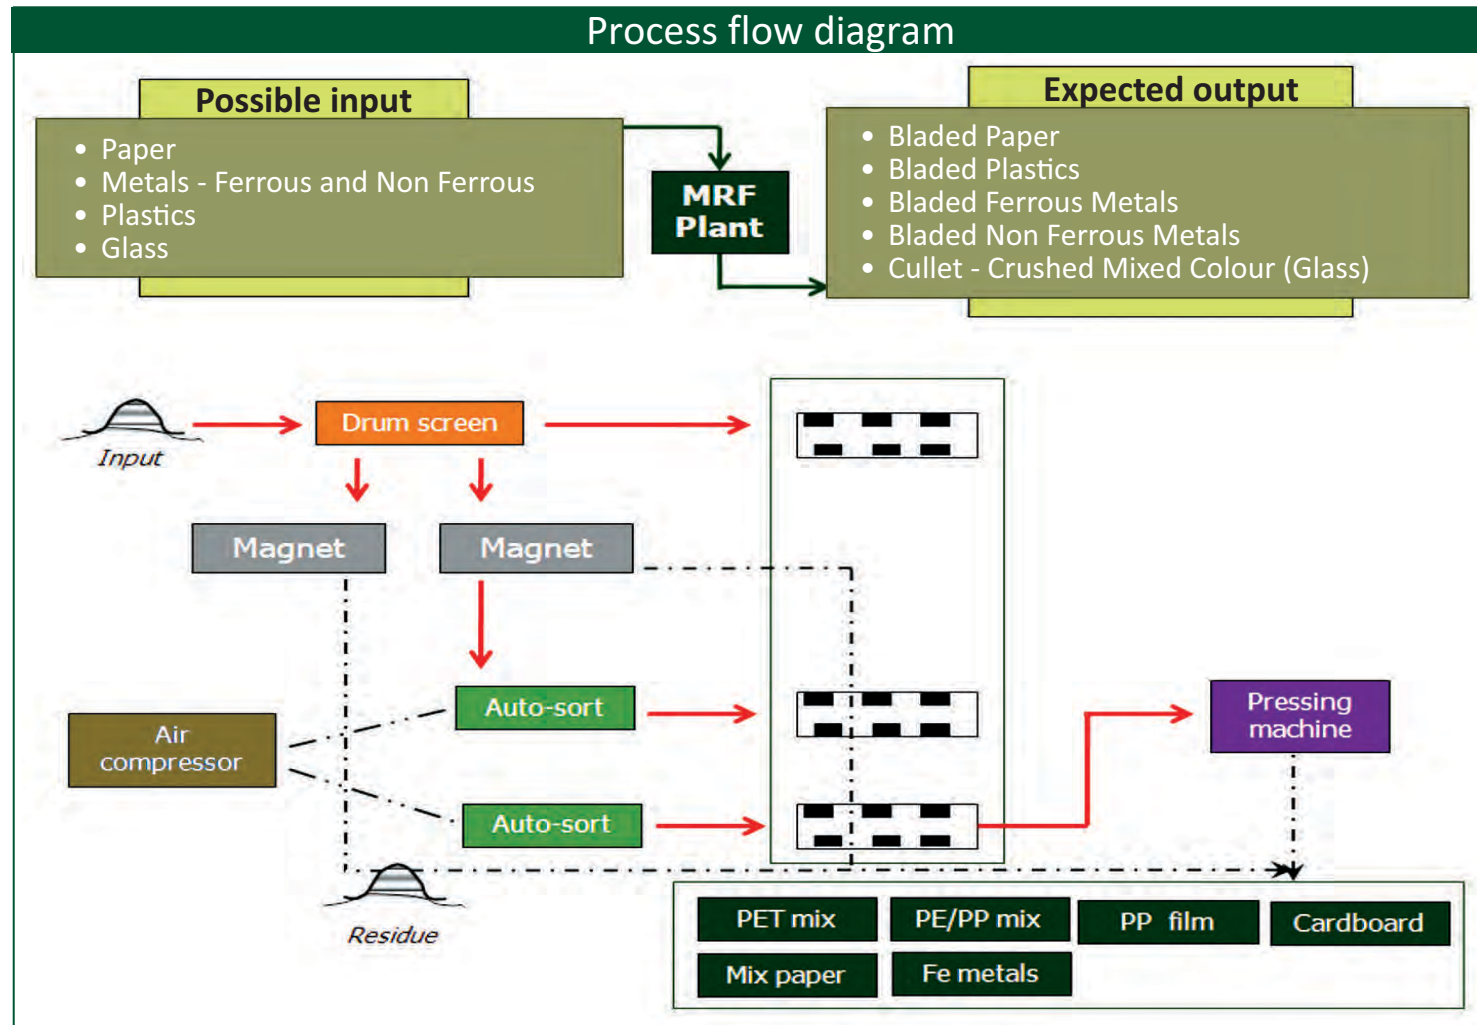 Process flow diagram
Possible input
• Paper
• Metals - Ferrous and Non Ferrous
• Plastics
• Glass
MRF
Plant
Expected output
• Bladed Paper
• Bladed Plastics
• Bladed Ferrous Metals
• Bladed Non Ferrous Metals
• Cullet - Crushed Mixed Colour (Glass)
Input
Drum screen
Magnet
Magnet
Air
compressor
Auto-sort
Auto-sort
Pressing
machine
Residue
PET mix
PE/PP mix
PP film
Cardboard
Mix paper
Fe metals